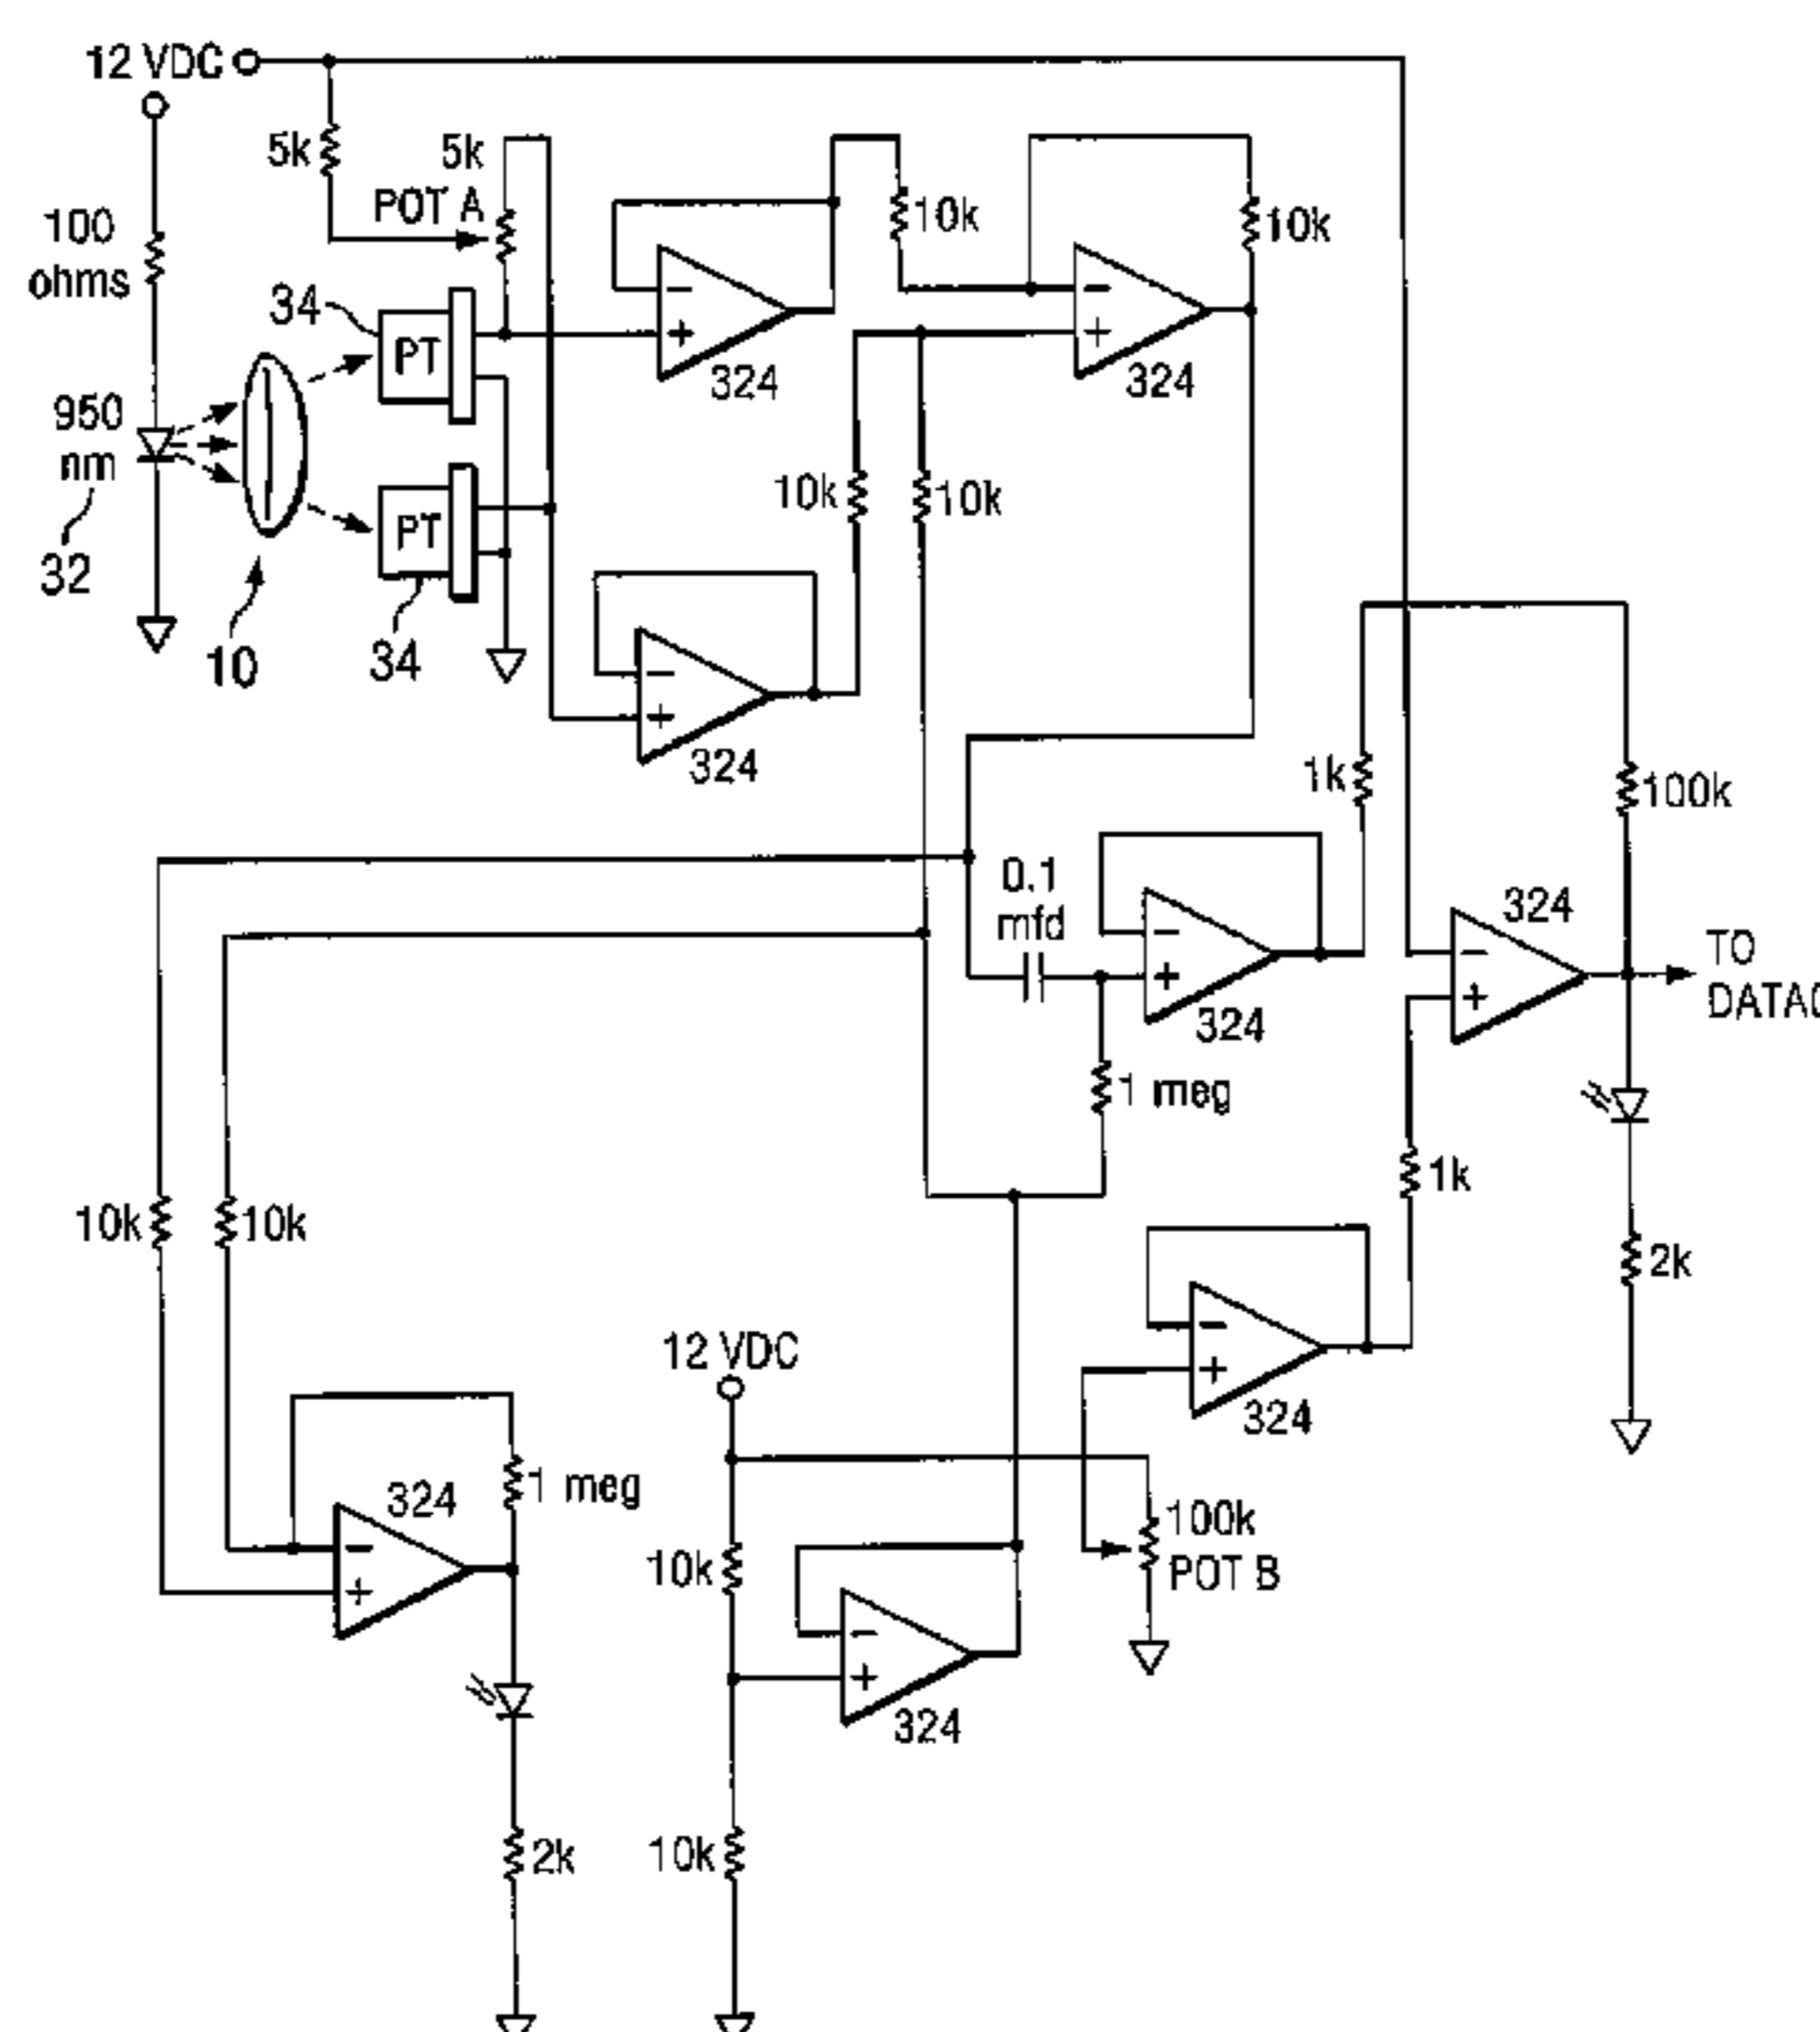 12 VDC
5k
5k
POT A
100
ohms
10k
10k
34
PT
324
324
950
nm
32
10
PT
34
10k
10k
324
1k
100k
0.1
mfd
324
324
TO
1 meg
10k
10k
1k
2k
12 VDC
324
324
1 meg
10k
100k
POT B
324
2k
10k
- + - + - + - + - + - + - + - +